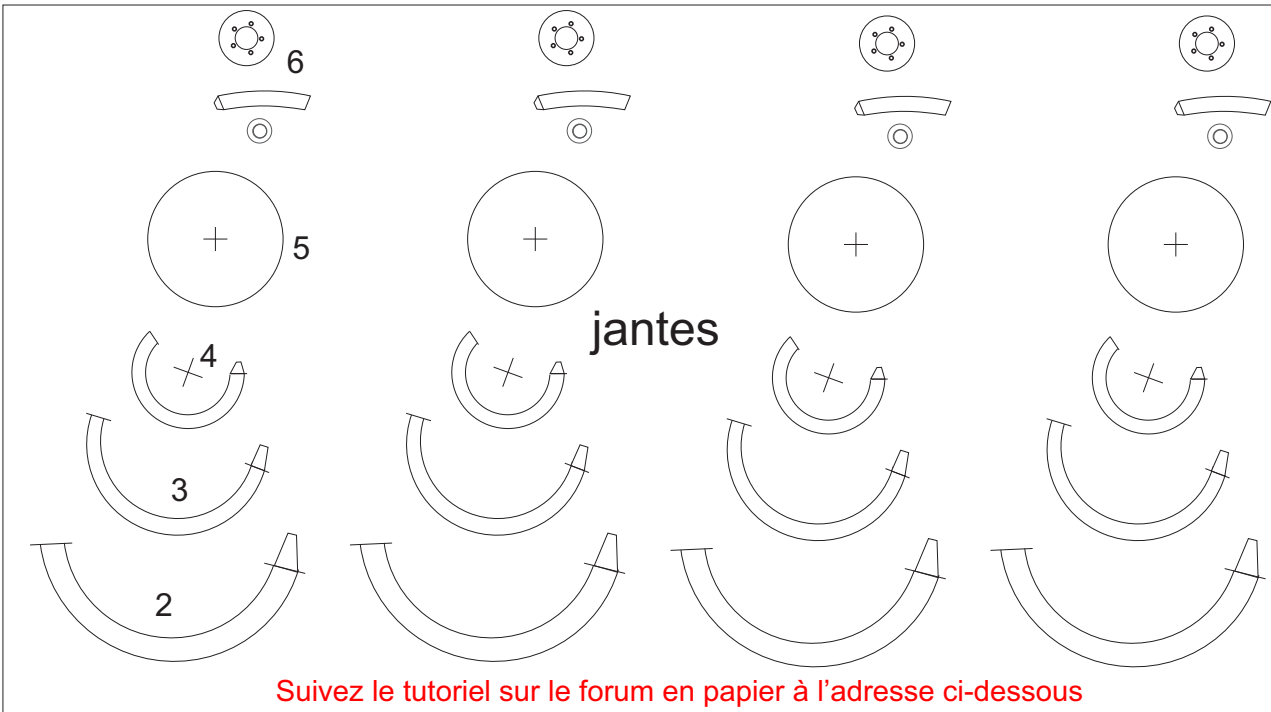 6
5
jantes
4
3
2
Suivez le tutoriel sur le forum en papier à l’adresse ci-dessous